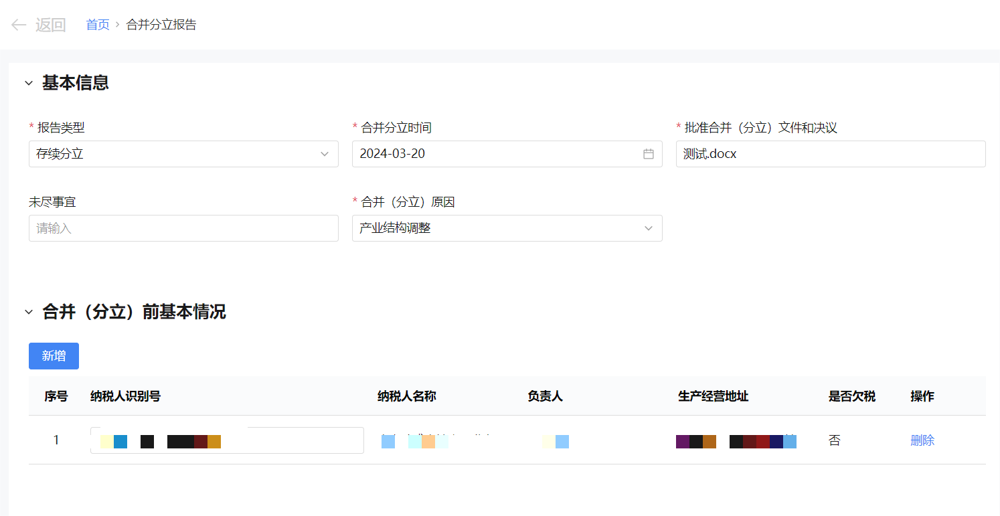 返回 首页 › 合并分立报告
基本信息
* 报告类型 * 合并分立时间 * 批准合并（分立）文件和决议
存续分立 2024-03-20 测试.docx
未尽事宜 * 合并（分立）原因
请输入 产业结构调整
合并（分立）前基本情况
新增
序号 纳税人识别号 纳税人名称 负责人 生产经营地址 是否欠税 操作
1 否 删除